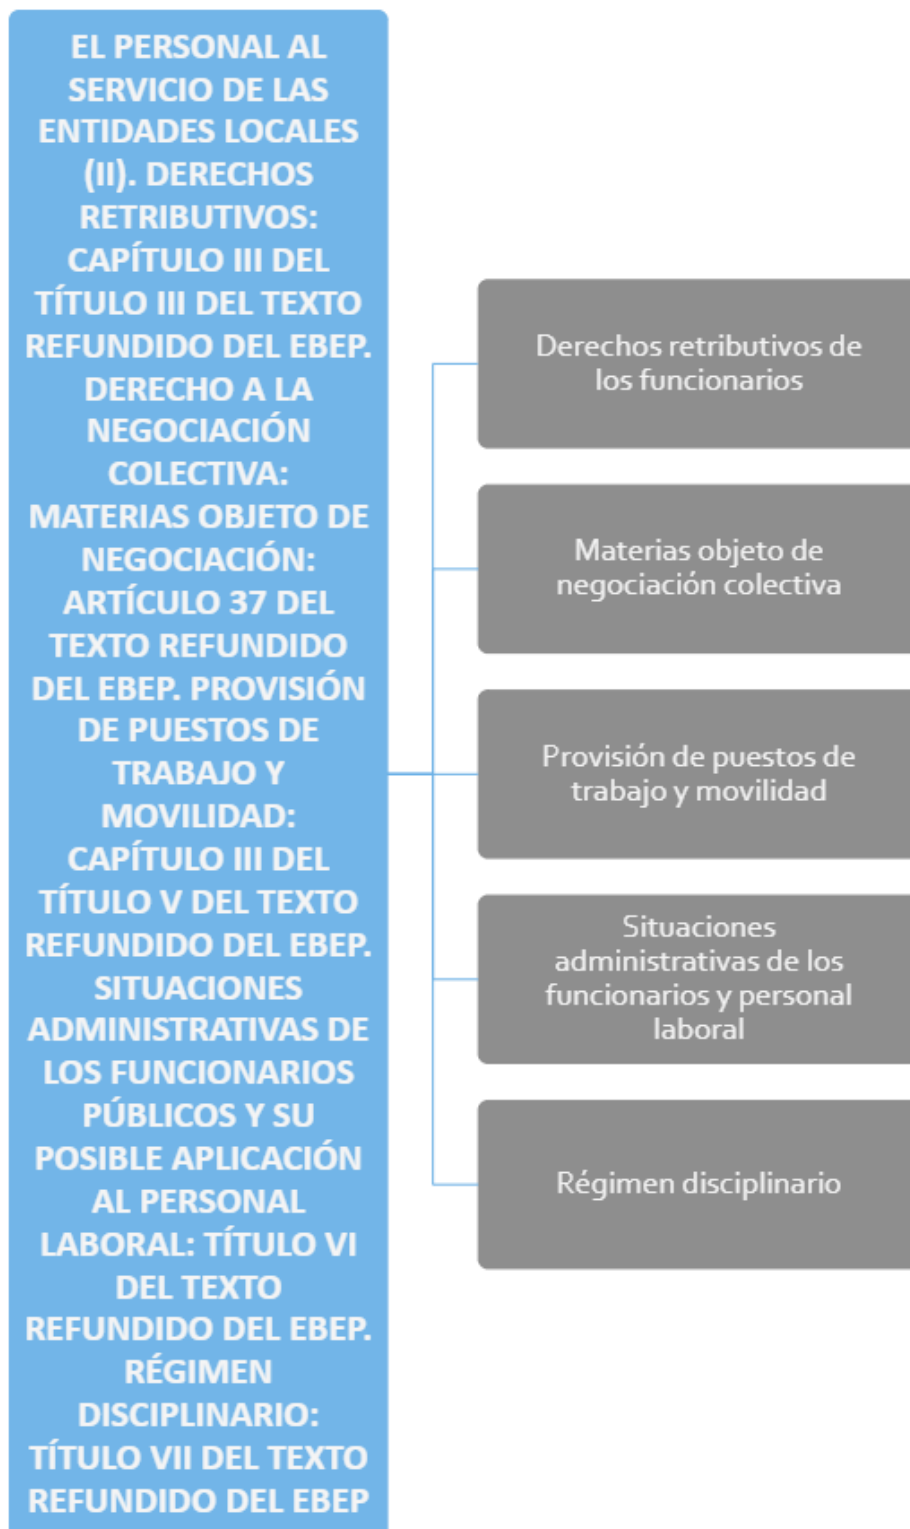 EL PERSONAL AL
SERVICIO DE LAS
ENTIDADES LOCALES
(II). DERECHOS
RETRIBUTIVOS:
CAPÍTULO III DEL
TÍTULO III DEL TEXTO
REFUNDIDO DEL EBEP.
DERECHO A LA
NEGOCIACIÓN
COLECTIVA:
MATERIAS OBJETO DE
NEGOCIACIÓN:
ARTÍCULO 37 DEL
TEXTO REFUNDIDO
DEL EBEP. PROVISIÓN
DE PUESTOS DE
TRABAJO Y
MOVILIDAD:
CAPÍTULO III DEL
TÍTULO V DEL TEXTO
REFUNDIDO DEL EBEP.
SITUACIONES
ADMINISTRATIVAS DE
LOS FUNCIONARIOS
PÚBLICOS Y SU
POSIBLE APLICACIÓN
AL PERSONAL
LABORAL: TÍTULO VI
DEL TEXTO
REFUNDIDO DEL EBEP.
RÉGIMEN
DISCIPLINARIO:
TÍTULO VII DEL TEXTO
REFUNDIDO DEL EBEP
Derechos retributivos de
los funcionarios
Materias objeto de
negociación colectiva
Provisión de puestos de
trabajo y movilidad
Situaciones
administrativas de los
funcionarios y personal
laboral
Régimen disciplinario